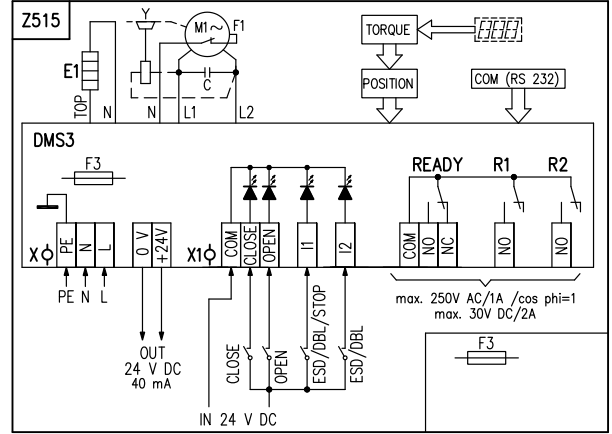 Z515
Y
M1~
F1
E1
C
TOP
N
N
L1
L2
TORQUE
POSITION
COM (RS 232)
DMS3
F3
READY
R1
R2
X
PE
N
L
0 V
+24V
X1
COM
CLOSE
OPEN
I1
I2
COM
NO
NC
NO
NO
PE N L
max. 250V AC/1A /cos phi=1
max. 30V DC/2A
OUT
24 V DC
40 mA
CLOSE
OPEN
ESD/DBL/STOP
ESD/DBL
IN 24 V DC
F3